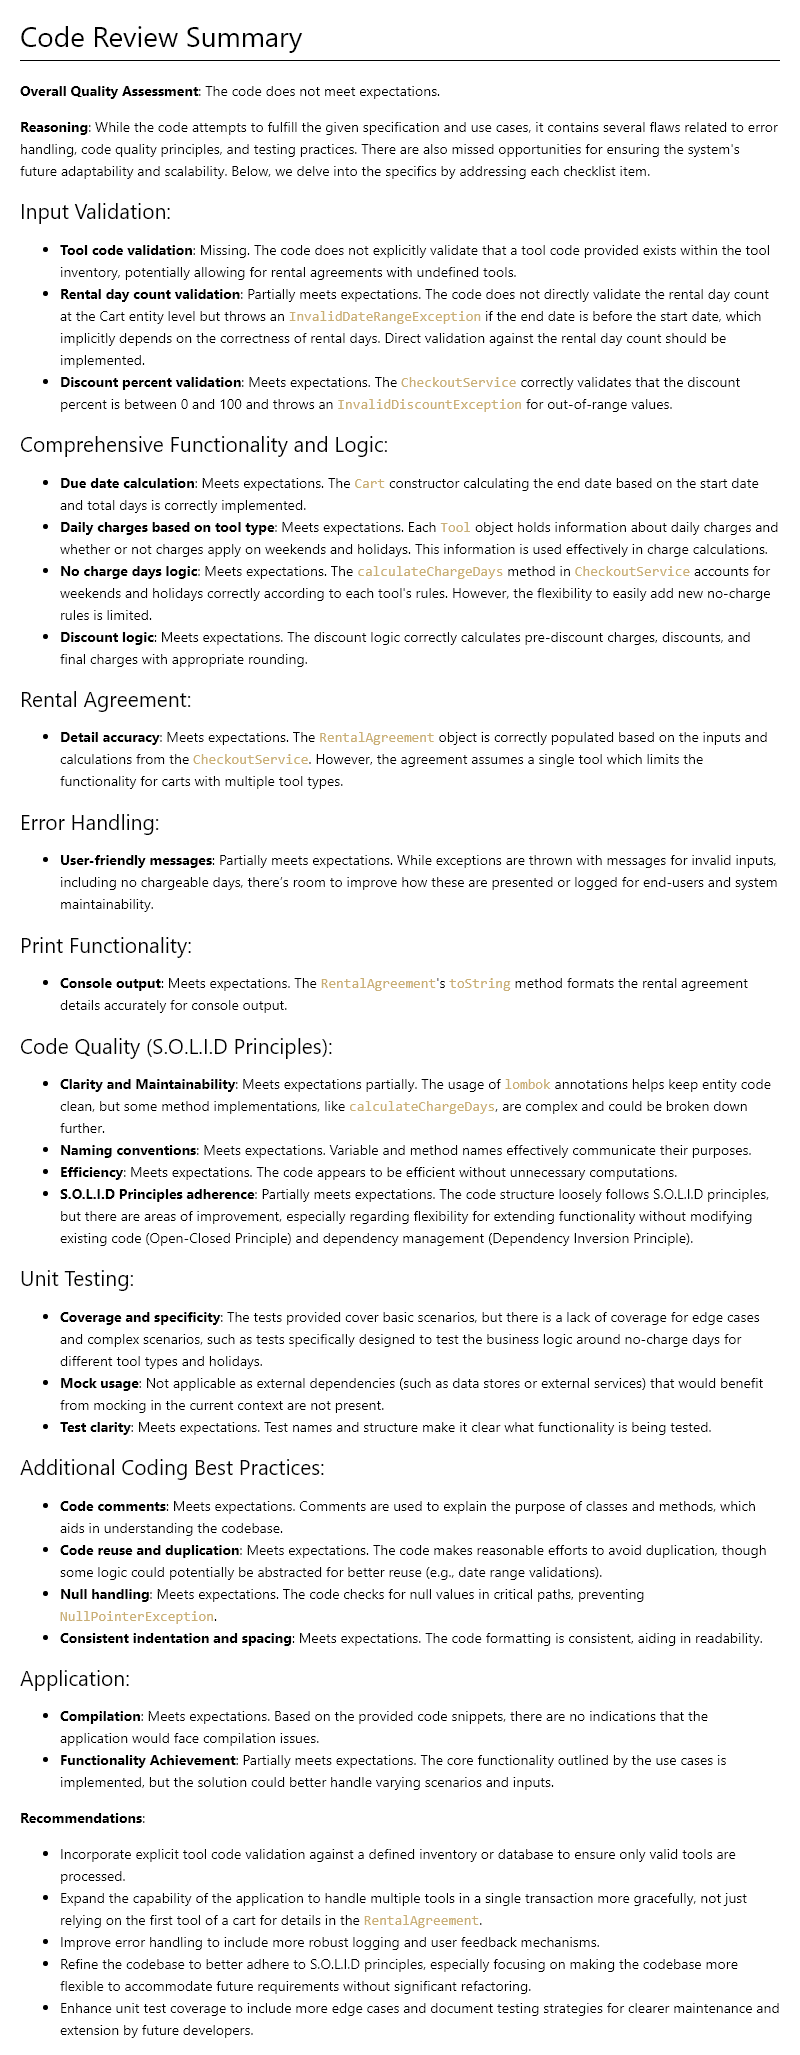 Code Review Summary
Overall Quality Assessment: The code does not meet expectations.
Reasoning: While the code attempts to fulfill the given specification and use cases, it contains several flaws related to error
handling, code quality principles, and testing practices. There are also missed opportunities for ensuring the system's
future adaptability and scalability. Below, we delve into the specifics by addressing each checklist item.
Input Validation:
• Tool code validation: Missing. The code does not explicitly validate that a tool code provided exists within the tool
inventory, potentially allowing for rental agreements with undefined tools.
• Rental day count validation: Partially meets expectations. The code does not directly validate the rental day count
at the Cart entity level but throws an InvalidDateRangeException if the end date is before the start date, which
implicitly depends on the correctness of rental days. Direct validation against the rental day count should be
implemented.
• Discount percent validation: Meets expectations. The CheckoutService correctly validates that the discount
percent is between 0 and 100 and throws an InvalidDiscountException for out-of-range values.
Comprehensive Functionality and Logic:
• Due date calculation: Meets expectations. The Cart constructor calculating the end date based on the start date
and total days is correctly implemented.
• Daily charges based on tool type: Meets expectations. Each Tool object holds information about daily charges and
whether or not charges apply on weekends and holidays. This information is used effectively in charge calculations.
• No charge days logic: Meets expectations. The calculateChargeDays method in CheckoutService accounts for
weekends and holidays correctly according to each tool's rules. However, the flexibility to easily add new no-charge
rules is limited.
• Discount logic: Meets expectations. The discount logic correctly calculates pre-discount charges, discounts, and
final charges with appropriate rounding.
Rental Agreement:
• Detail accuracy: Meets expectations. The RentalAgreement object is correctly populated based on the inputs and
calculations from the CheckoutService. However, the agreement assumes a single tool which limits the
functionality for carts with multiple tool types.
Error Handling:
• User-friendly messages: Partially meets expectations. While exceptions are thrown with messages for invalid inputs,
including no chargeable days, there's room to improve how these are presented or logged for end-users and system
maintainability.
Print Functionality:
• Console output: Meets expectations. The RentalAgreement's toString method formats the rental agreement
details accurately for console output.
Code Quality (S.O.L.I.D Principles):
• Clarity and Maintainability: Meets expectations partially. The usage of lombok annotations helps keep entity code
clean, but some method implementations, like calculateChargeDays, are complex and could be broken down
further.
• Naming conventions: Meets expectations. Variable and method names effectively communicate their purposes.
• Efficiency: Meets expectations. The code appears to be efficient without unnecessary computations.
• S.O.L.I.D Principles adherence: Partially meets expectations. The code structure loosely follows S.O.L.I.D principles,
but there are areas of improvement, especially regarding flexibility for extending functionality without modifying
existing code (Open-Closed Principle) and dependency management (Dependency Inversion Principle).
Unit Testing:
• Coverage and specificity: The tests provided cover basic scenarios, but there is a lack of coverage for edge cases
and complex scenarios, such as tests specifically designed to test the business logic around no-charge days for
different tool types and holidays.
• Mock usage: Not applicable as external dependencies (such as data stores or external services) that would benefit
from mocking in the current context are not present.
• Test clarity: Meets expectations. Test names and structure make it clear what functionality is being tested.
Additional Coding Best Practices:
• Code comments: Meets expectations. Comments are used to explain the purpose of classes and methods, which
aids in understanding the codebase.
• Code reuse and duplication: Meets expectations. The code makes reasonable efforts to avoid duplication, though
some logic could potentially be abstracted for better reuse (e.g., date range validations).
• Null handling: Meets expectations. The code checks for null values in critical paths, preventing
NullPointerException.
• Consistent indentation and spacing: Meets expectations. The code formatting is consistent, aiding in readability.
Application:
• Compilation: Meets expectations. Based on the provided code snippets, there are no indications that the
application would face compilation issues.
• Functionality Achievement: Partially meets expectations. The core functionality outlined by the use cases is
implemented, but the solution could better handle varying scenarios and inputs.
Recommendations:
• Incorporate explicit tool code validation against a defined inventory or database to ensure only valid tools are
processed.
• Expand the capability of the application to handle multiple tools in a single transaction more gracefully, not just
relying on the first tool of a cart for details in the RentalAgreement.
• Improve error handling to include more robust logging and user feedback mechanisms.
• Refine the codebase to better adhere to S.O.L.I.D principles, especially focusing on making the codebase more
flexible to accommodate future requirements without significant refactoring.
• Enhance unit test coverage to include more edge cases and document testing strategies for clearer maintenance and
extension by future developers.